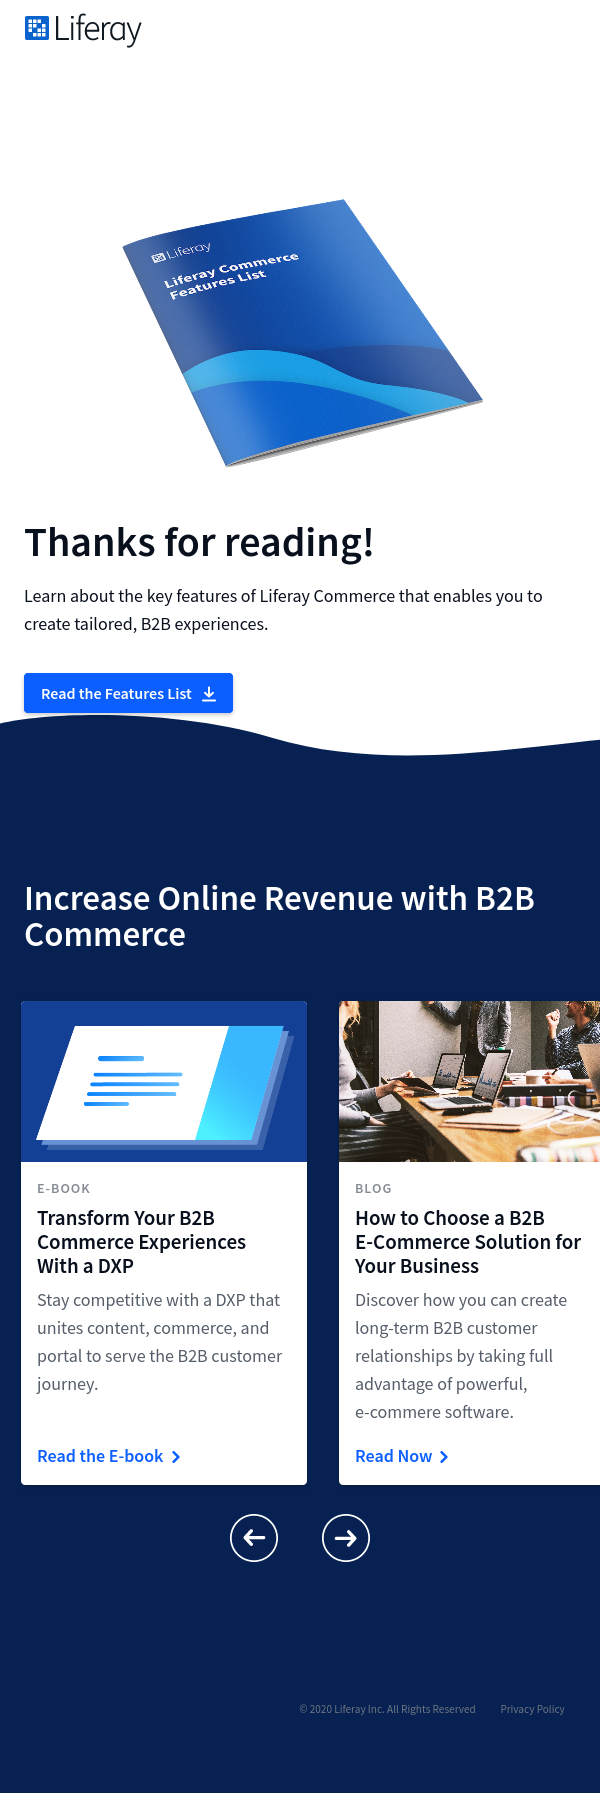 Liferay
Liferay
Liferay Commerce
Features List
Thanks for reading!
Learn about the key features of Liferay Commerce that enables you to
create tailored, B2B experiences.
Read the Features List
Increase Online Revenue with B2B
Commerce
E-BOOK
Transform Your B2B
Commerce Experiences
With a DXP
Stay competitive with a DXP that
unites content, commerce, and
portal to serve the B2B customer
journey.
Read the E-book
BLOG
How to Choose a B2B
E-Commerce Solution for
Your Business
Discover how you can create
long-term B2B customer
relationships by taking full
advantage of powerful,
e-commere software.
Read Now
© 2020 Liferay Inc. All Rights Reserved Privacy Policy